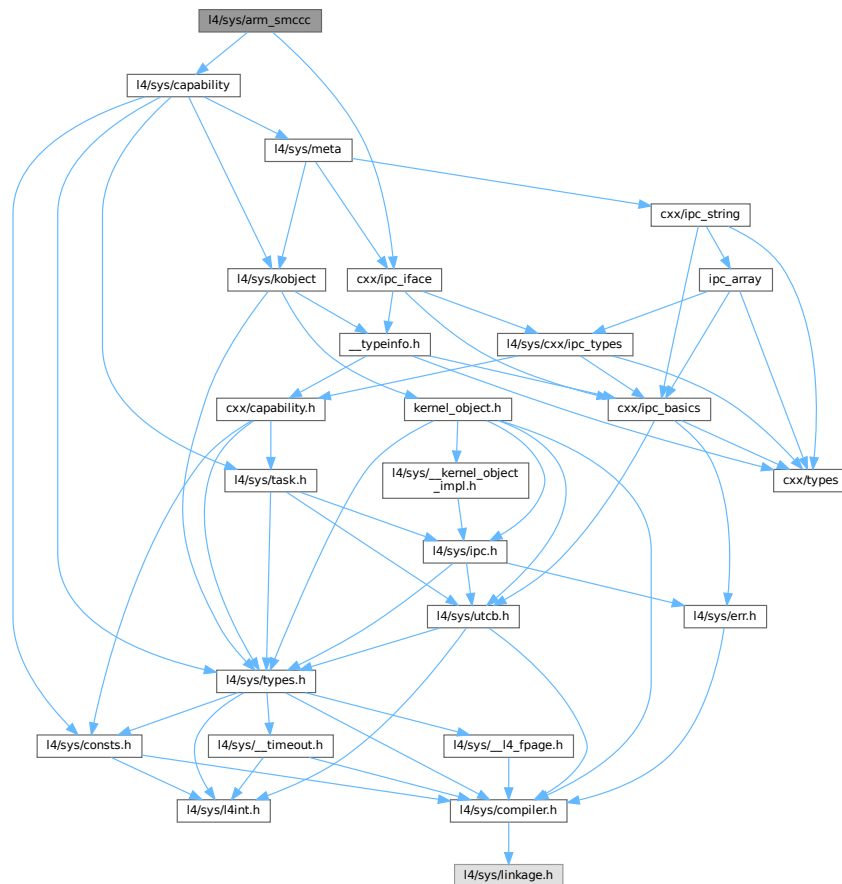 l4/sys/arm_smccc
l4/sys/capability
l4/sys/meta
cxx/ipc_string
l4/sys/kobject
cxx/ipc_iface
ipc_array
__typeinfo.h
l4/sys/cxx/ipc_types
cxx/capability.h
kernel_object.h
cxx/ipc_basics
l4/sys/task.h
l4/sys/__kernel_object
_impl.h
cxx/types
l4/sys/ipc.h
l4/sys/utcb.h
l4/sys/err.h
l4/sys/types.h
l4/sys/consts.h
l4/sys/__timeout.h
l4/sys/__l4_fpage.h
l4/sys/l4int.h
l4/sys/compiler.h
l4/sys/linkage.h